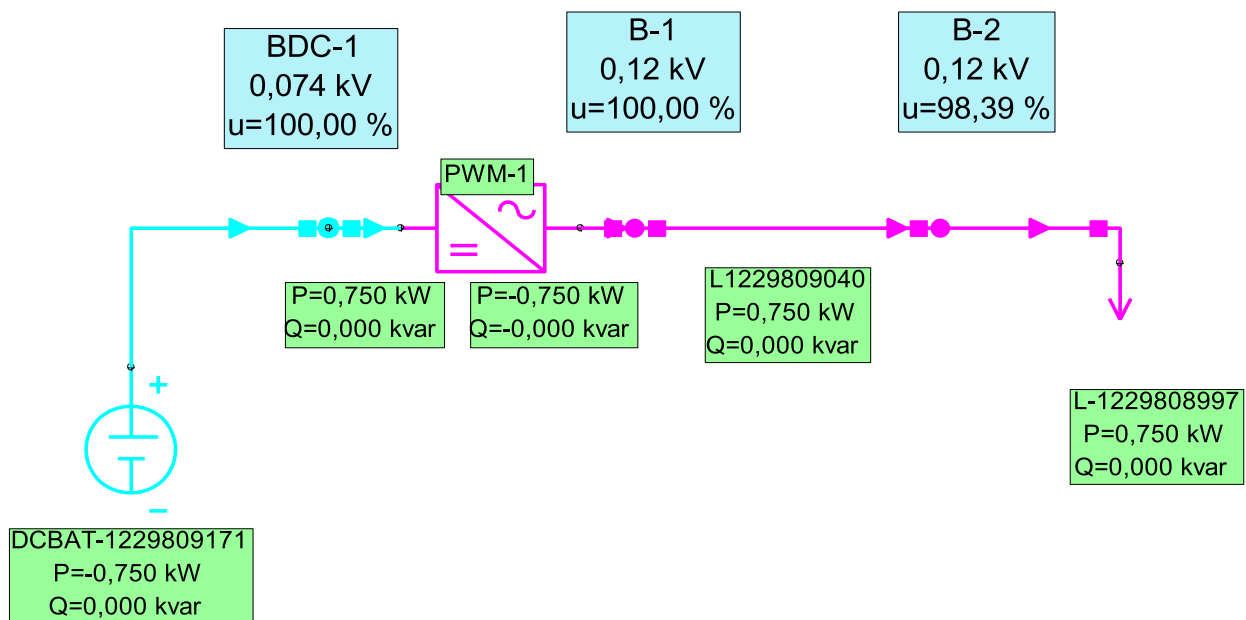 BDC-1
0,074 kV
u=100,00 %
B-1
0,12 kV
u=100,00 %
B-2
0,12 kV
u=98,39 %
PWM-1
P=0,750 kW
Q=0,000 kvar
P=-0,750 kW
Q=-0,000 kvar
L1229809040
P=0,750 kW
Q=0,000 kvar
L-1229808997
P=0,750 kW
Q=0,000 kvar
+
−
DCBAT-1229809171
P=-0,750 kW
Q=0,000 kvar